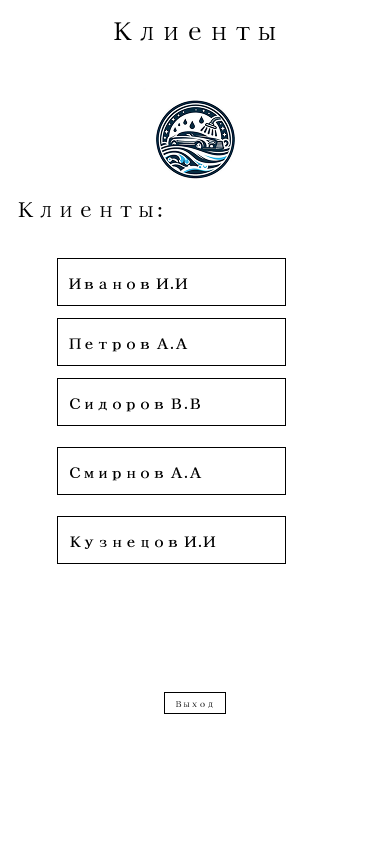 Клиенты
Клиенты:
Иванов И.И
Петров А.А
Сидоров В.В
Смирнов А.А
Кузнецов И.И
Выход